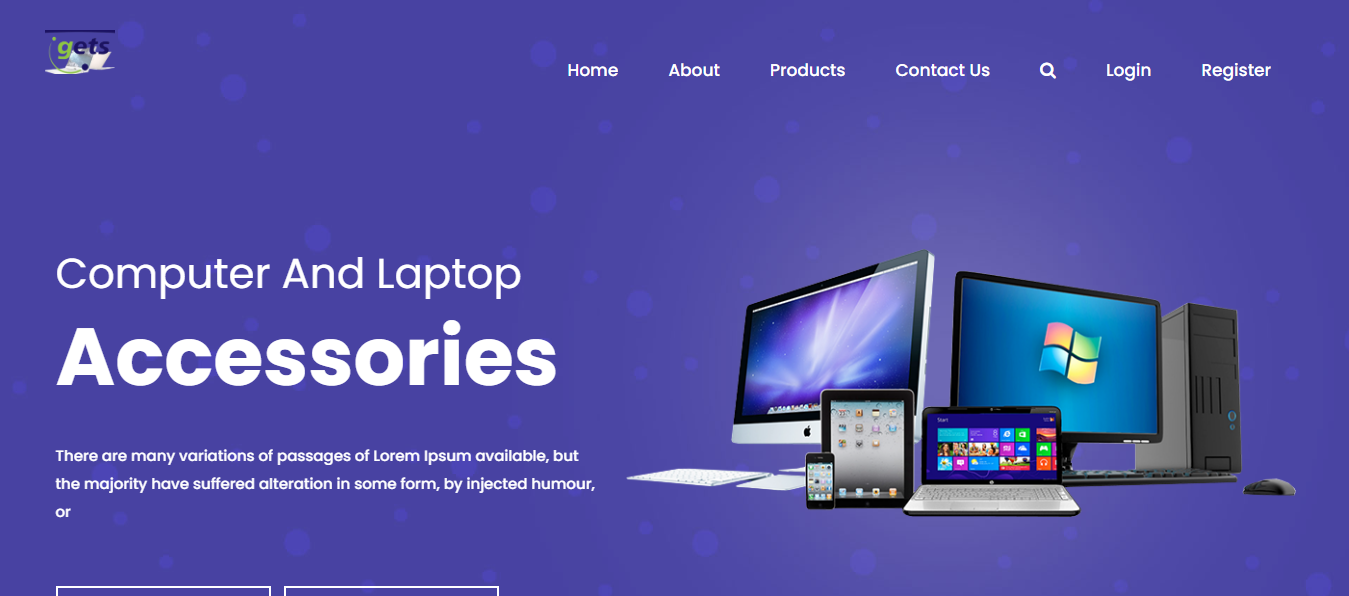 gets
Home About Products Contact Us Login Register
Computer And Laptop
Accessories
There are many variations of passages of Lorem Ipsum available, but
the majority have suffered alteration in some form, by injected humour,
or
Start